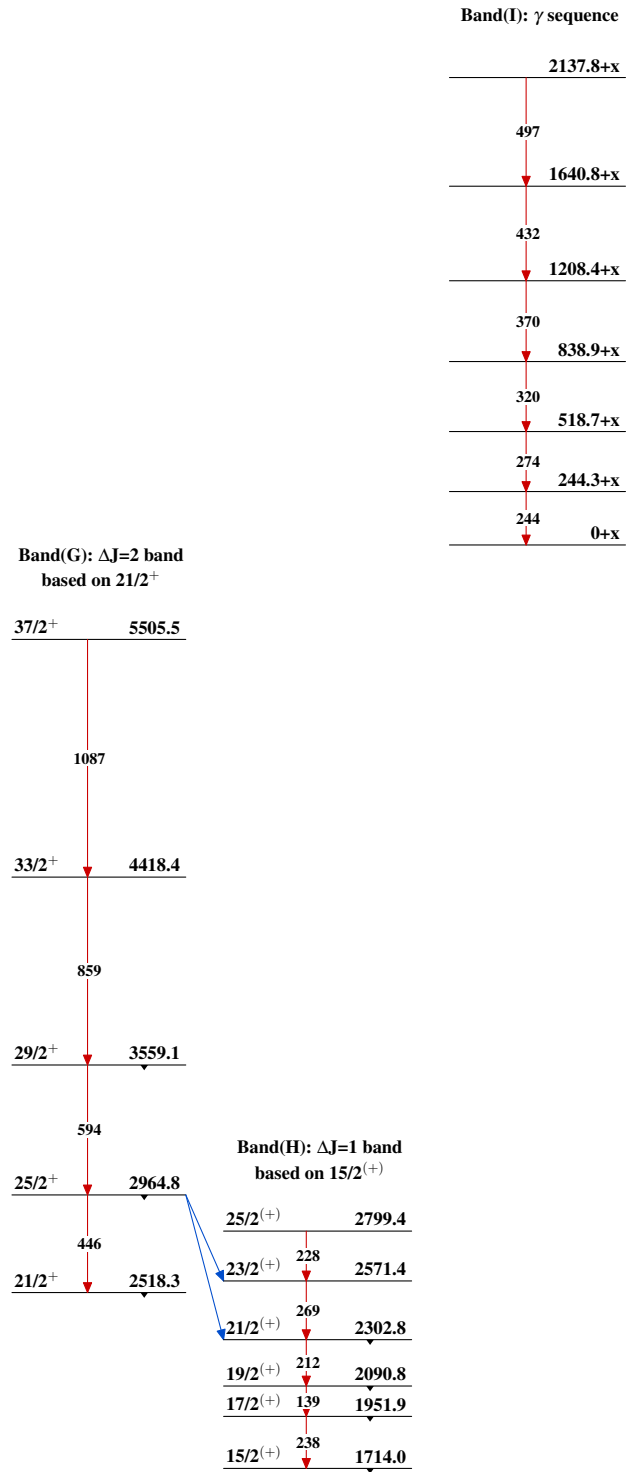 Band(I): γ sequence
2137.8+x
497
1640.8+x
432
1208.4+x
370
838.9+x
320
518.7+x
274
244.3+x
244
0+x
Band(G): ΔJ=2 band
based on 21/2⁺
37/2⁺ 5505.5
1087
33/2⁺ 4418.4
859
29/2⁺ 3559.1
594
25/2⁺ 2964.8
446
21/2⁺ 2518.3
Band(H): ΔJ=1 band
based on 15/2⁽⁺⁾
25/2⁽⁺⁾ 2799.4
228
23/2⁽⁺⁾ 2571.4
269
21/2⁽⁺⁾ 2302.8
212
19/2⁽⁺⁾ 2090.8
139
17/2⁽⁺⁾ 1951.9
238
15/2⁽⁺⁾ 1714.0